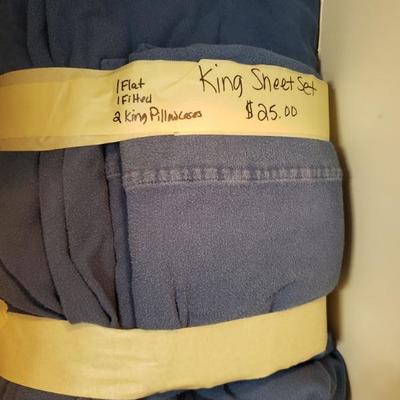 1 Flat
1 Fitted
2 King Pillowcases
King Sheet Set
$25.00